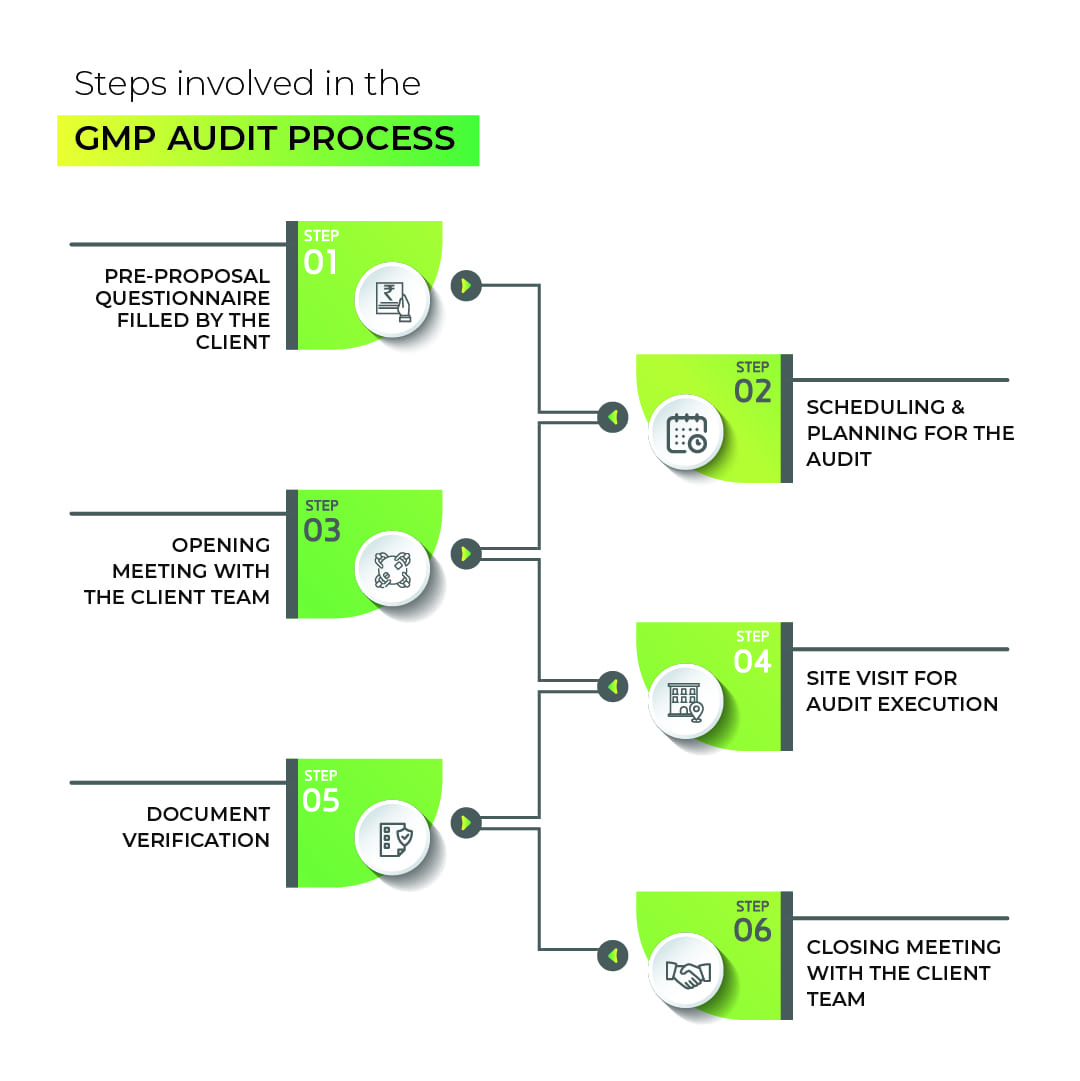 Steps involved in the
GMP AUDIT PROCESS
STEP
01
PRE-PROPOSAL
QUESTIONNAIRE
FILLED BY THE
CLIENT
STEP
02
SCHEDULING &
PLANNING FOR THE
AUDIT
STEP
03
OPENING
MEETING WITH
THE CLIENT TEAM
STEP
04
SITE VISIT FOR
AUDIT EXECUTION
STEP
05
DOCUMENT
VERIFICATION
STEP
06
CLOSING MEETING
WITH THE CLIENT
TEAM